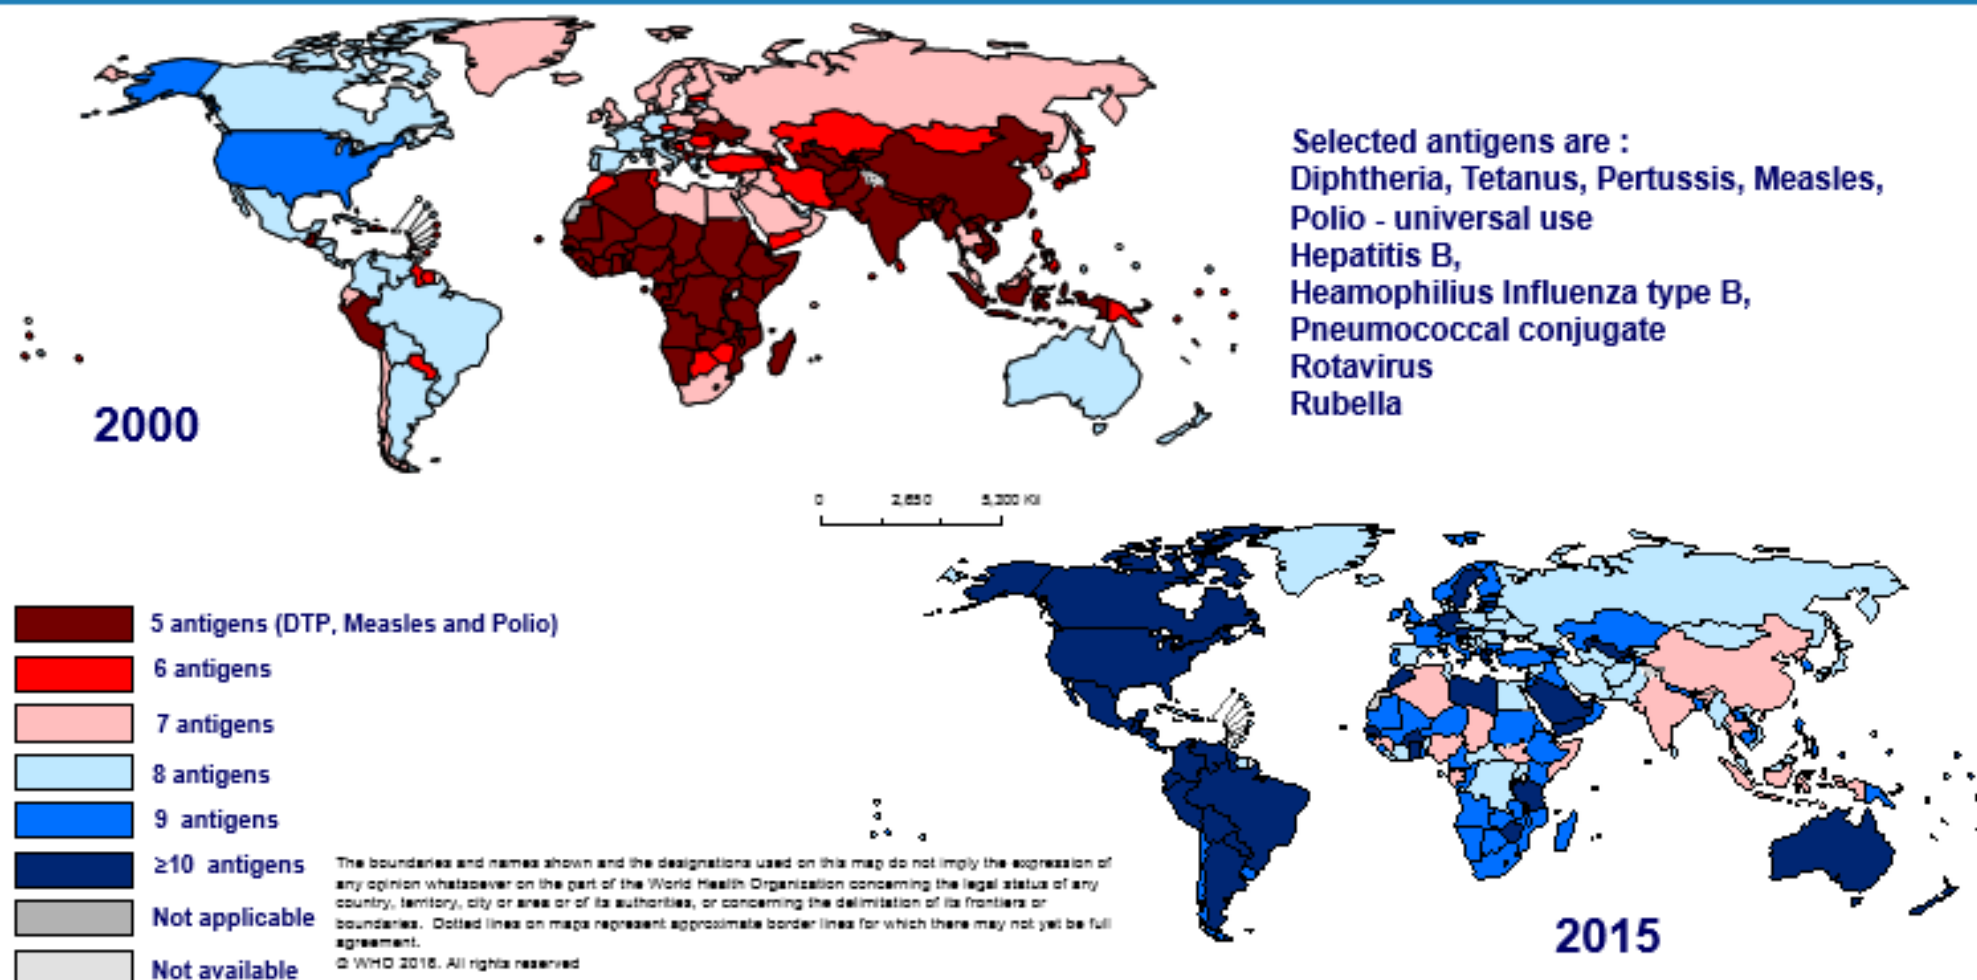 Selected antigens are :
Diphtheria, Tetanus, Pertussis, Measles,
Polio - universal use
Hepatitis B,
Heamophilius Influenza type B,
Pneumococcal conjugate
Rotavirus
Rubella
2000
0
5 antigens (DTP, Measles and Polio)
6 antigens
7 antigens
8 antigens
9 antigens
≥10 antigens
Not applicable
Not available
The boundaries and names shown and the designations used on this map do not imply the expression of
any opinion whatsoever on the part of the World Health Organization concerning the legal status of any
country, territory, city or area or of its authorities, or concerning the delimitation of its frontiers or
boundaries. Dotted lines on maps represent approximate border lines for which there may not yet be full
agreement.
© WHO 2016. All rights reserved
2015